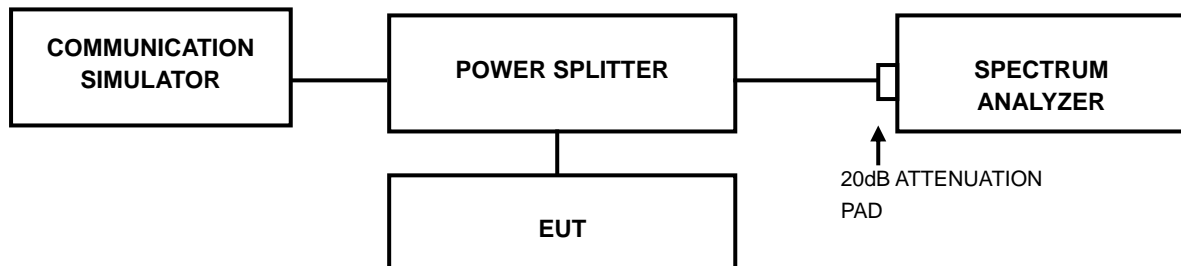 COMMUNICATION
SIMULATOR
POWER SPLITTER
SPECTRUM
ANALYZER
20dB ATTENUATION
PAD
EUT